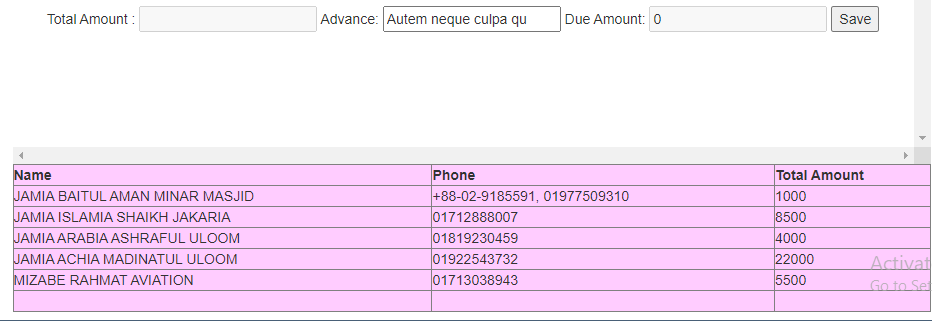 Total Amount : Advance: Autem neque culpa qu Due Amount: 0 Save
Name Phone Total Amount
JAMIA BAITUL AMAN MINAR MASJID +88-02-9185591, 01977509310 1000
JAMIA ISLAMIA SHAIKH JAKARIA 01712888007 8500
JAMIA ARABIA ASHRAFUL ULOOM 01819230459 4000
JAMIA ACHIA MADINATUL ULOOM 01922543732 22000
MIZABE RAHMAT AVIATION 01713038943 5500
Activat
Go to Set